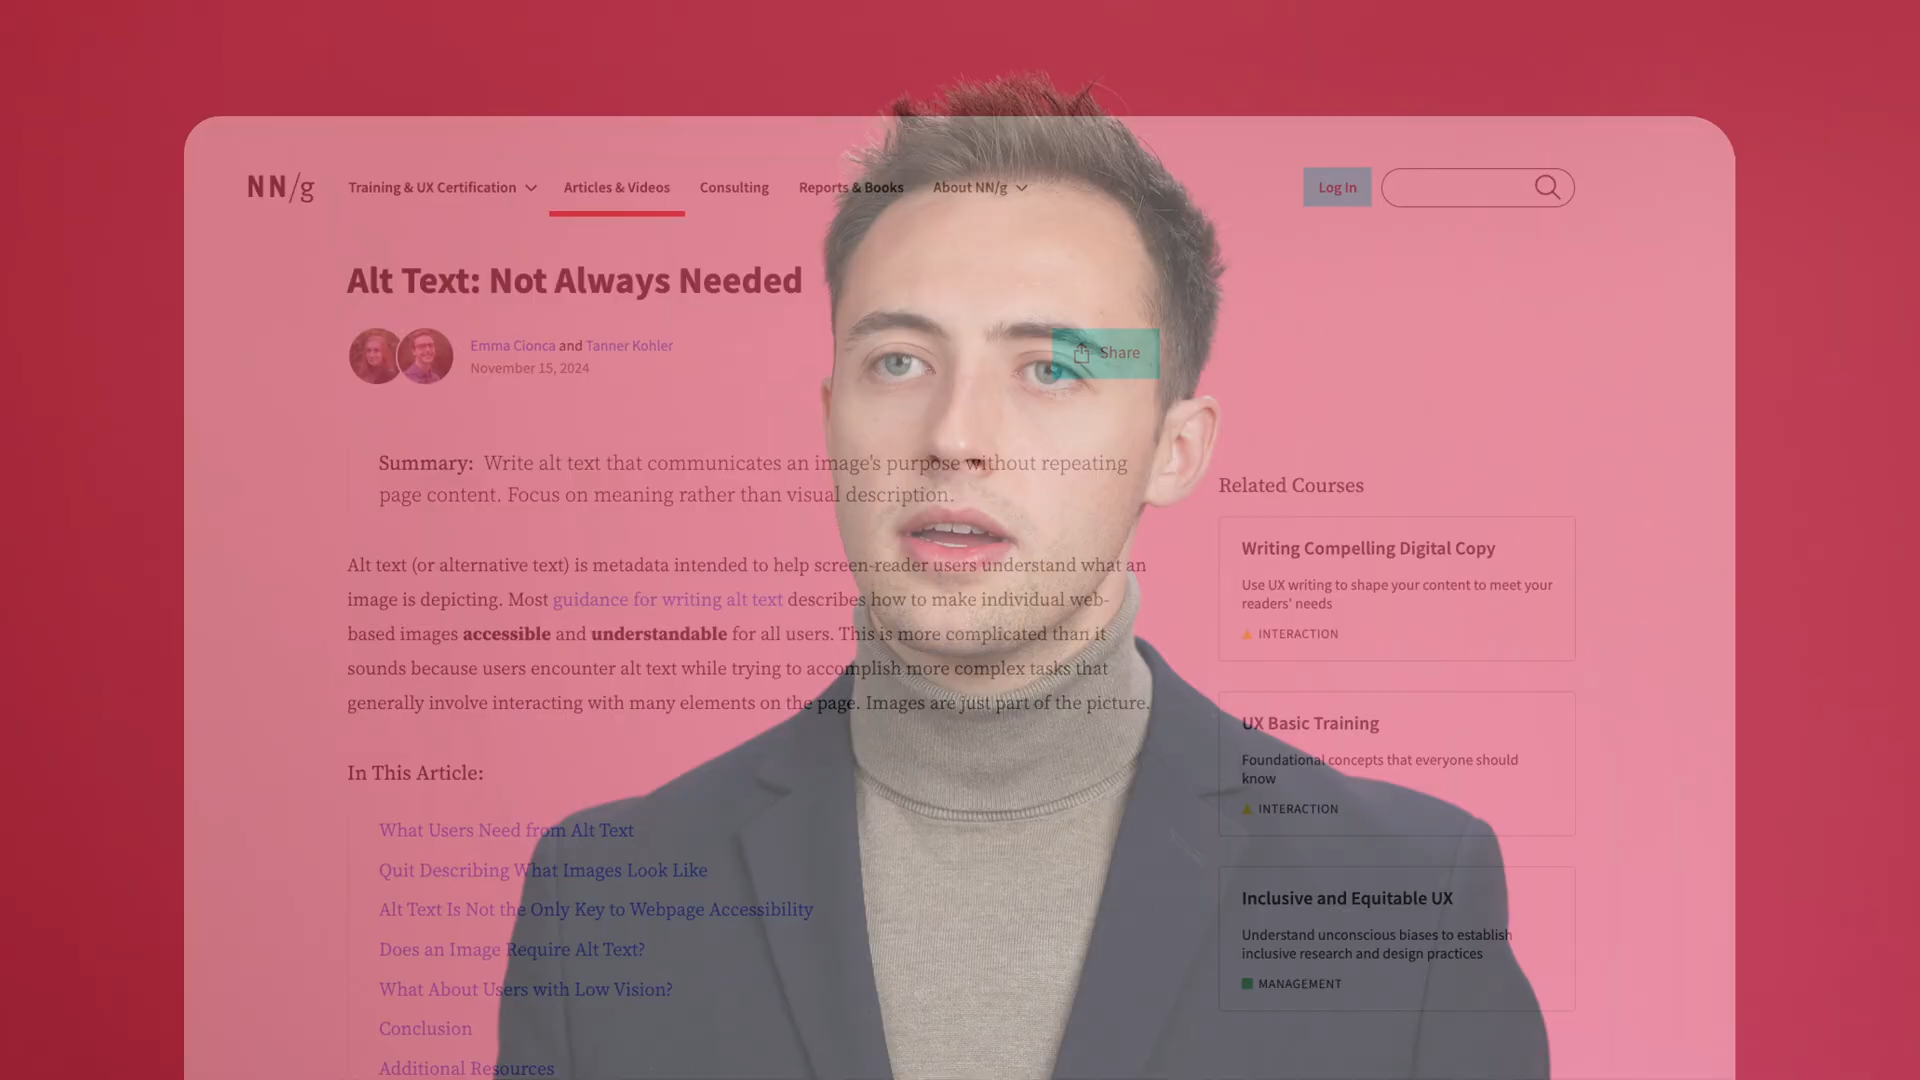 NN/g
Training & UX Certification
Articles & Videos
Consulting
Reports & Books
About NN/g
Log In
Alt Text: Not Always Needed
Emma Cionca and Tanner Kohler
November 15, 2024
Share
Summary: Write alt text that communicates an image's purpose without repeating
page content. Focus on meaning rather than visual description.
Alt text (or alternative text) is metadata intended to help screen-reader users understand what an
image is depicting. Most guidance for writing alt text describes how to make individual web-
based images accessible and understandable for all users. This is more complicated than it
sounds because users encounter alt text while trying to accomplish more complex tasks that
generally involve interacting with many elements on the page. Images are just part of the picture.
In This Article:
What Users Need from Alt Text
Quit Describing What Images Look Like
Alt Text Is Not the Only Key to Webpage Accessibility
Does an Image Require Alt Text?
What About Users with Low Vision?
Conclusion
Additional Resources
Related Courses
Writing Compelling Digital Copy
Use UX writing to shape your content to meet your
readers' needs
INTERACTION
UX Basic Training
Foundational concepts that everyone should
know
INTERACTION
Inclusive and Equitable UX
Understand unconscious biases to establish
inclusive research and design practices
MANAGEMENT